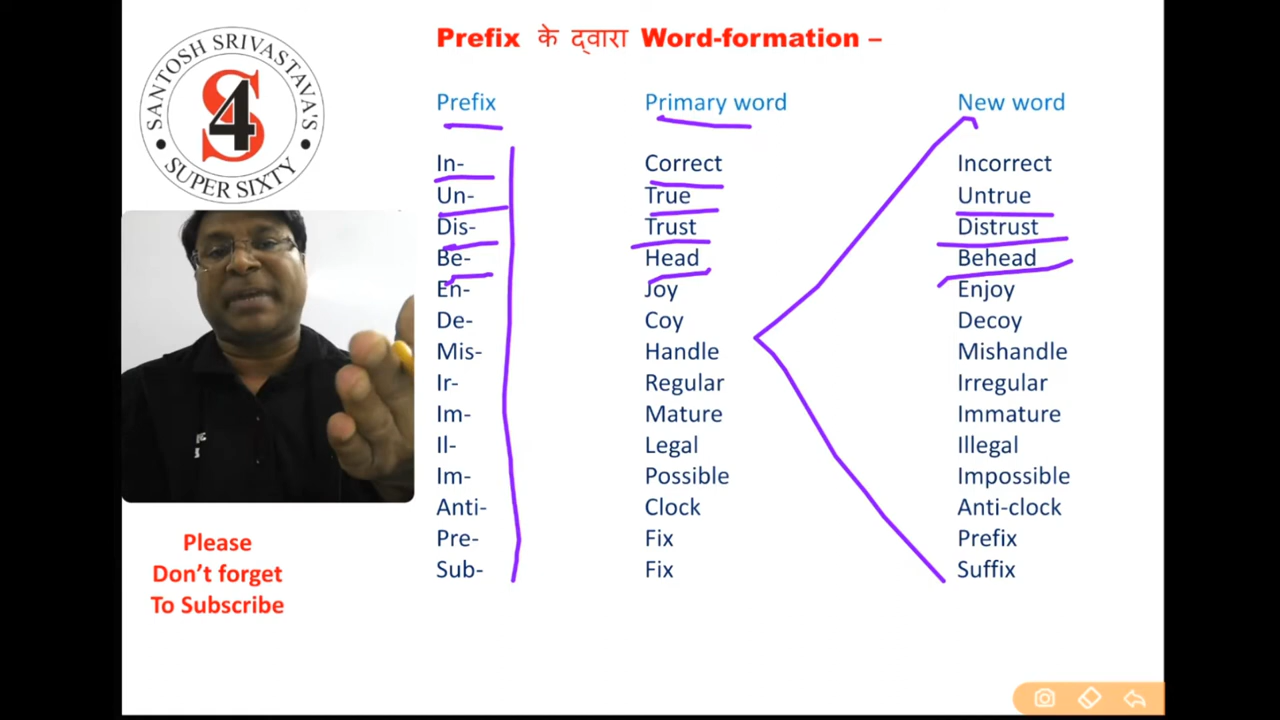 SANTOSH SRIVASTAVA'S
S4
SUPER SIXTY
Prefix के द्वारा Word-formation –
Prefix Primary word New word
In- Correct Incorrect
Un- True Untrue
Dis- Trust Distrust
Be- Head Behead
En- Joy Enjoy
De- Coy Decoy
Mis- Handle Mishandle
Ir- Regular Irregular
Im- Mature Immature
Il- Legal Illegal
Im- Possible Impossible
Anti- Clock Anti-clock
Pre- Fix Prefix
Sub- Fix Suffix
Please
Don't forget
To Subscribe